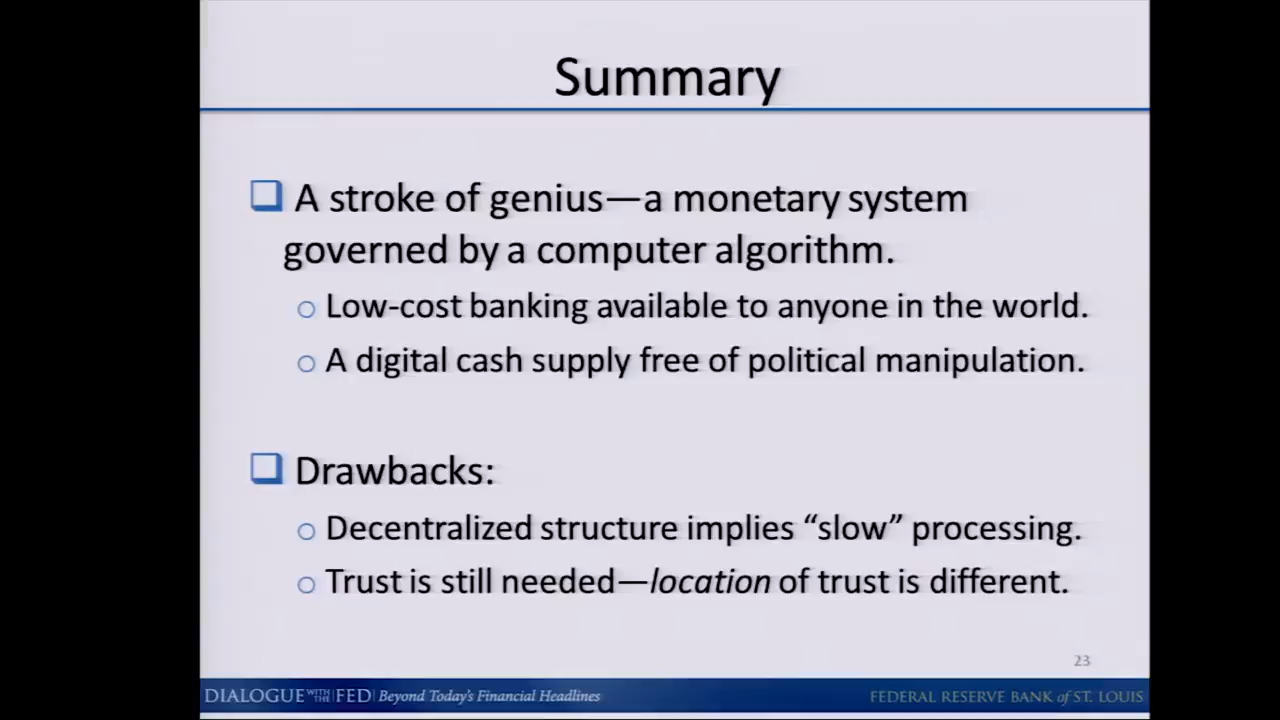 Summary
A stroke of genius—a monetary system
governed by a computer algorithm.
Low-cost banking available to anyone in the world.
A digital cash supply free of political manipulation.
Drawbacks:
Decentralized structure implies “slow” processing.
Trust is still needed—location of trust is different.
23
DIALOGUE WITH THE FED Beyond Today's Financial Headlines
FEDERAL RESERVE BANK of ST. LOUIS